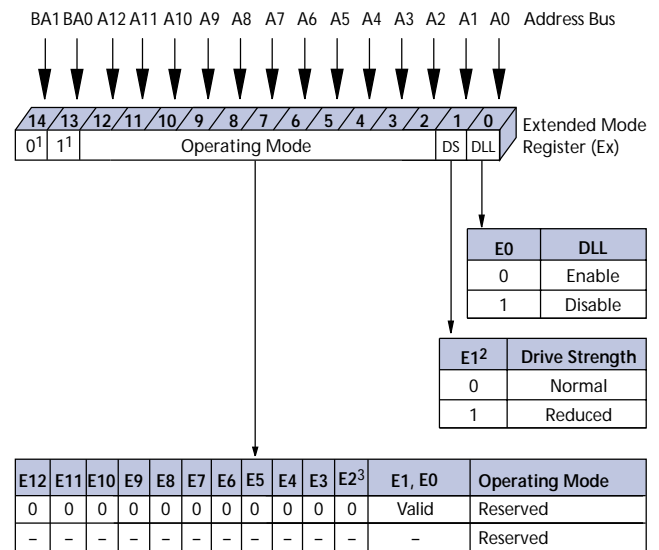 BA1 BA0 A12 A11 A10 A9 A8 A7 A6 A5 A4 A3 A2 A1 A0 Address Bus
14 13 12 11 10 9 8 7 6 5 4 3 2 1 0
Extended Mode
Register (Ex)
0¹ 1¹ Operating Mode DS DLL
E0 DLL
0 Enable
1 Disable
E1² Drive Strength
0 Normal
1 Reduced
E12 E11 E10 E9 E8 E7 E6 E5 E4 E3 E2³ E1, E0 Operating Mode
0 0 0 0 0 0 0 0 0 0 0 Valid Reserved
– – – – – – – – – – – – Reserved